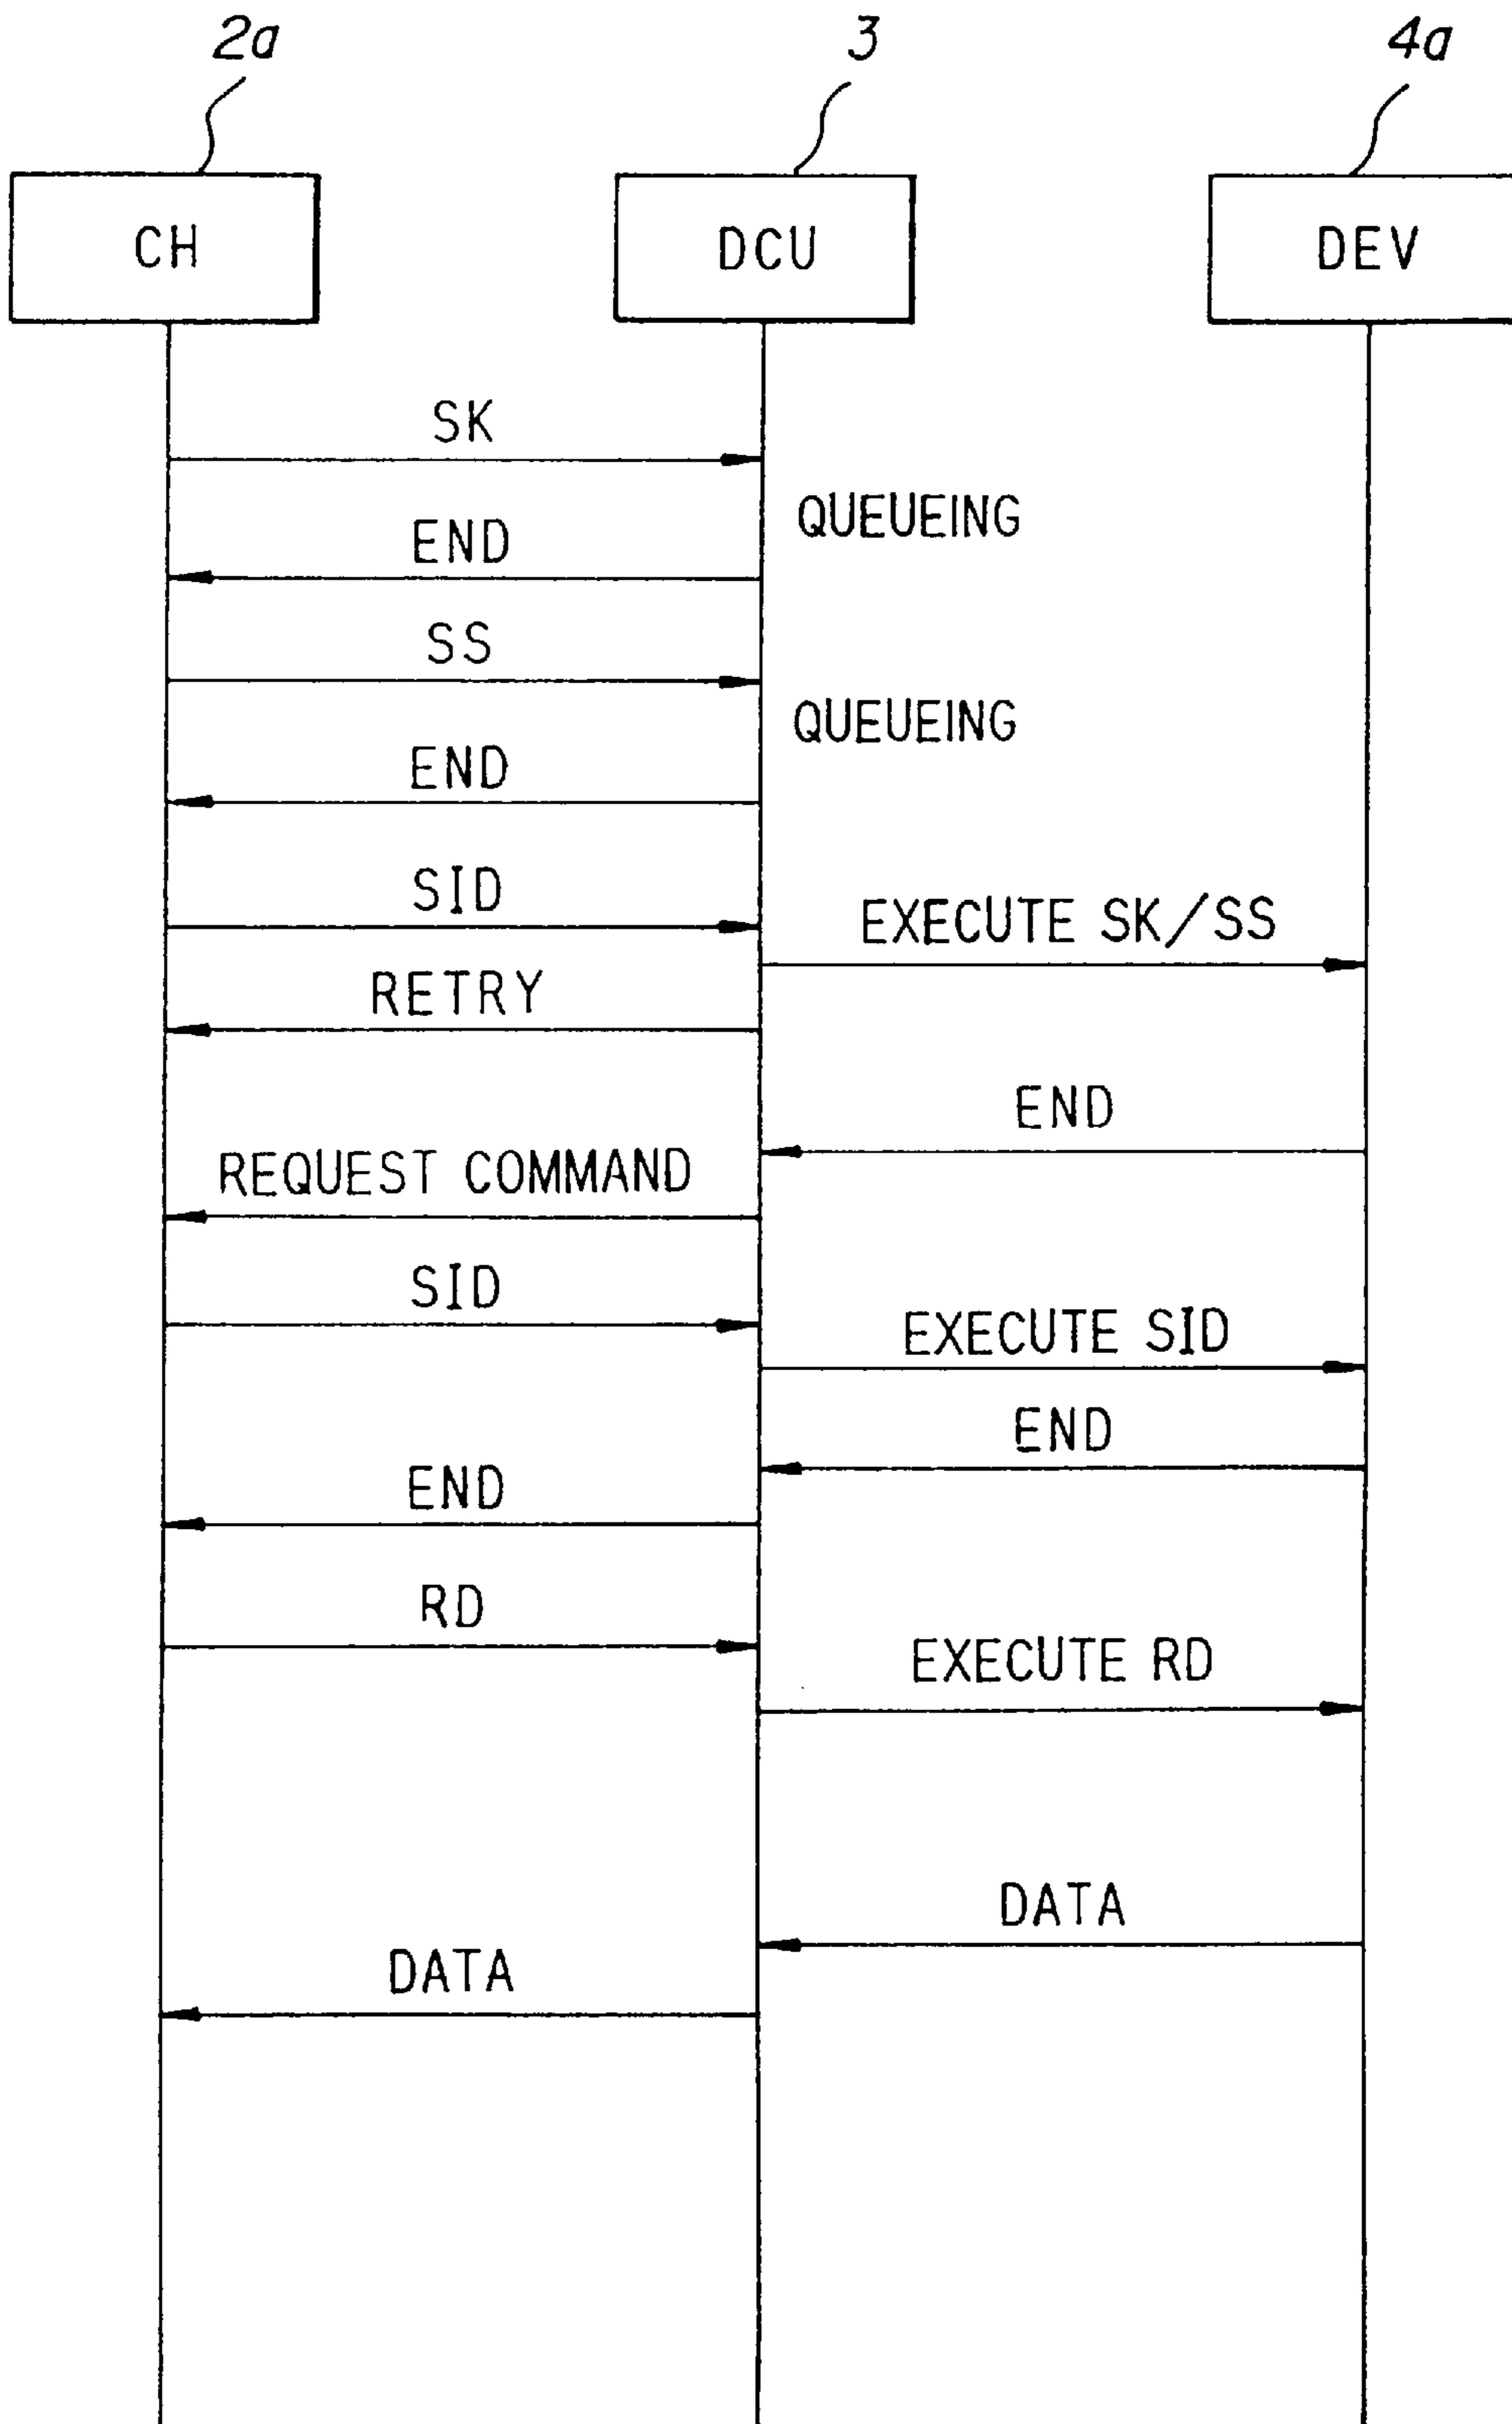 2a 3 4a
CH DCU DEV
SK
QUEUEING
END
SS
QUEUEING
END
SID
EXECUTE SK/SS
RETRY
END
REQUEST COMMAND
SID
EXECUTE SID
END
END
RD
EXECUTE RD
DATA
DATA